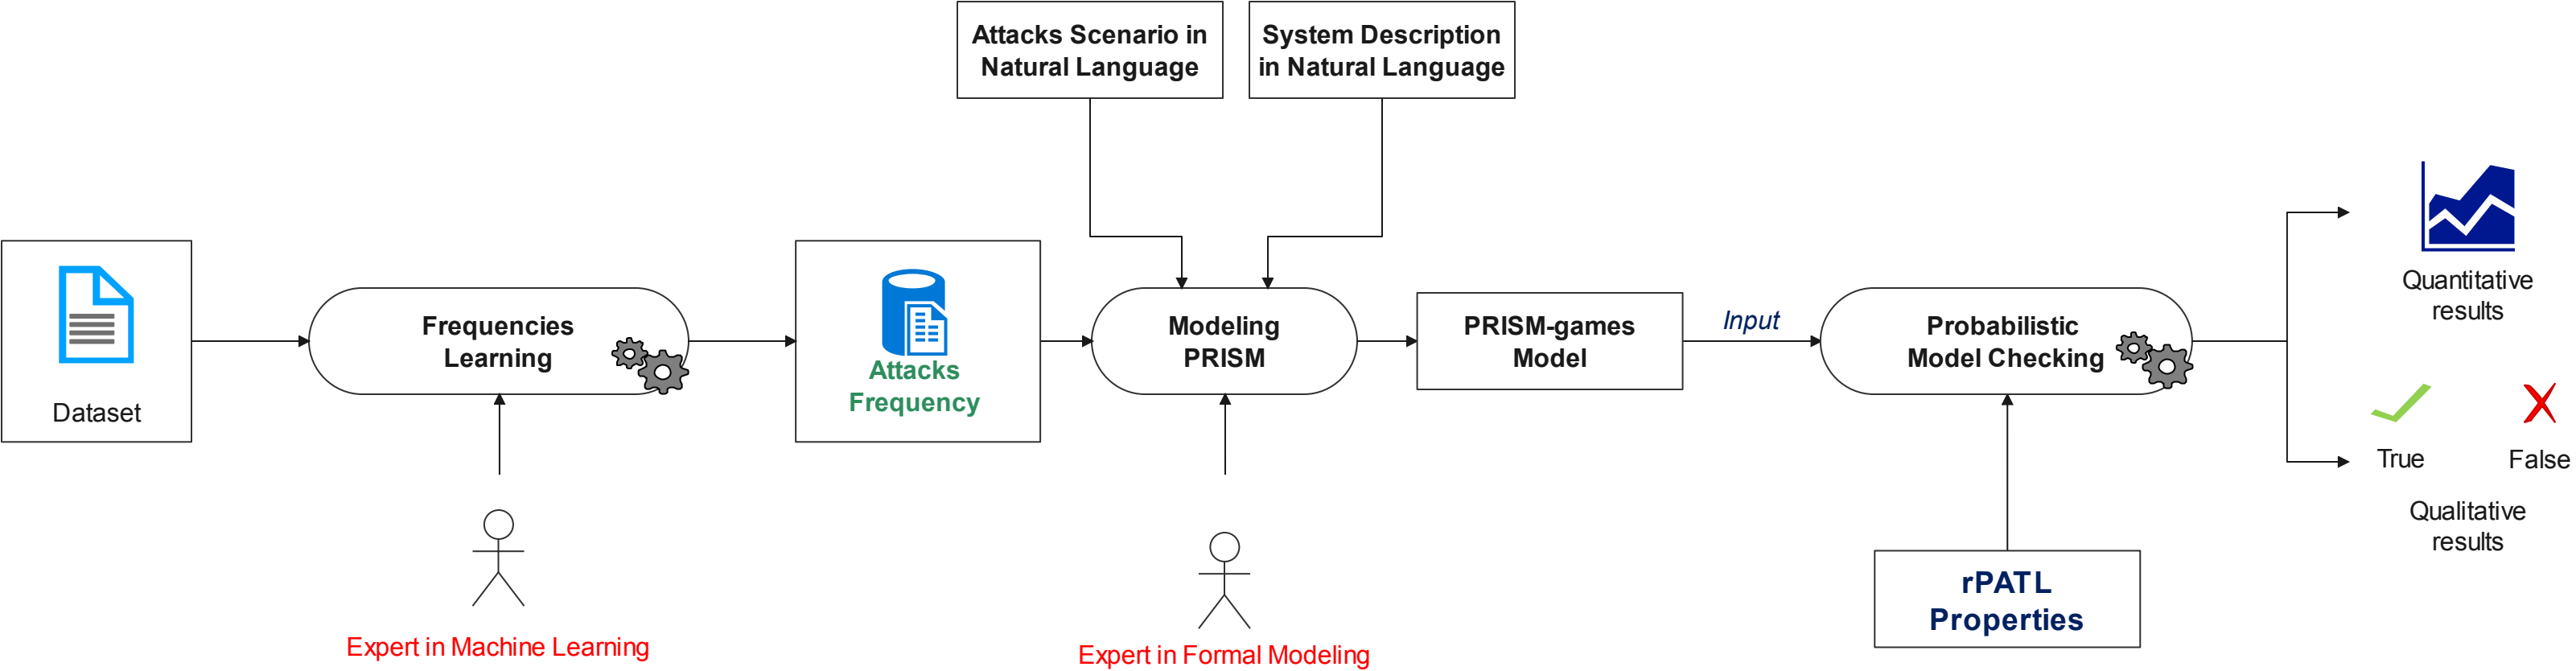 Attacks Scenario in
Natural Language
System Description
in Natural Language
Dataset
Frequencies
Learning
Attacks
Frequency
Modeling
PRISM
PRISM-games
Model
Input
Probabilistic
Model Checking
Quantitative
results
True
False
Qualitative
results
rPATL
Properties
Expert in Machine Learning
Expert in Formal Modeling